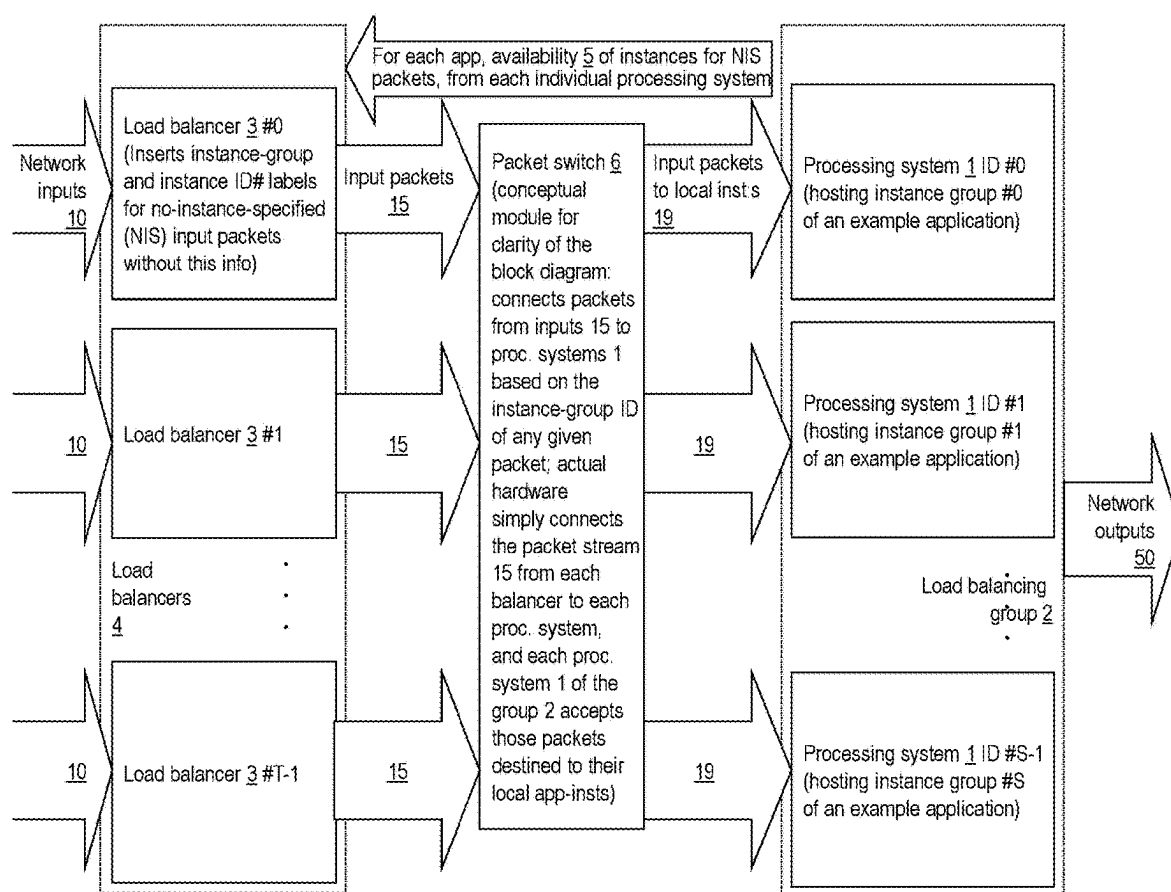 For each app, availability 5 of instances for NIS
packets, from each individual processing system
Network
inputs
10
Load balancer 3 #0
(Inserts instance-group
and instance ID# labels
for no-instance-specified
(NIS) input packets
without this info)
Input packets
15
Packet switch 6
(conceptual
module for
clarity of the
block diagram:
connects packets
from inputs 15 to
proc. systems 1
based on the
instance-group ID
of any given
packet; actual
hardware
simply connects
the packet stream
15 from each
balancer to each
proc. system,
and each proc.
system 1 of the
group 2 accepts
those packets
destined to their
local app-insts)
Input packets
to local inst.s
19
Processing system 1 ID #0
(hosting instance group #0
of an example application)
10
Load balancer 3 #1
15
19
Processing system 1 ID #1
(hosting instance group #1
of an example application)
Network
outputs
50
Load
balancers
4
Load balancing
group 2
10
Load balancer 3 #T-1
15
19
Processing system 1 ID #S-1
(hosting instance group #S
of an example application)